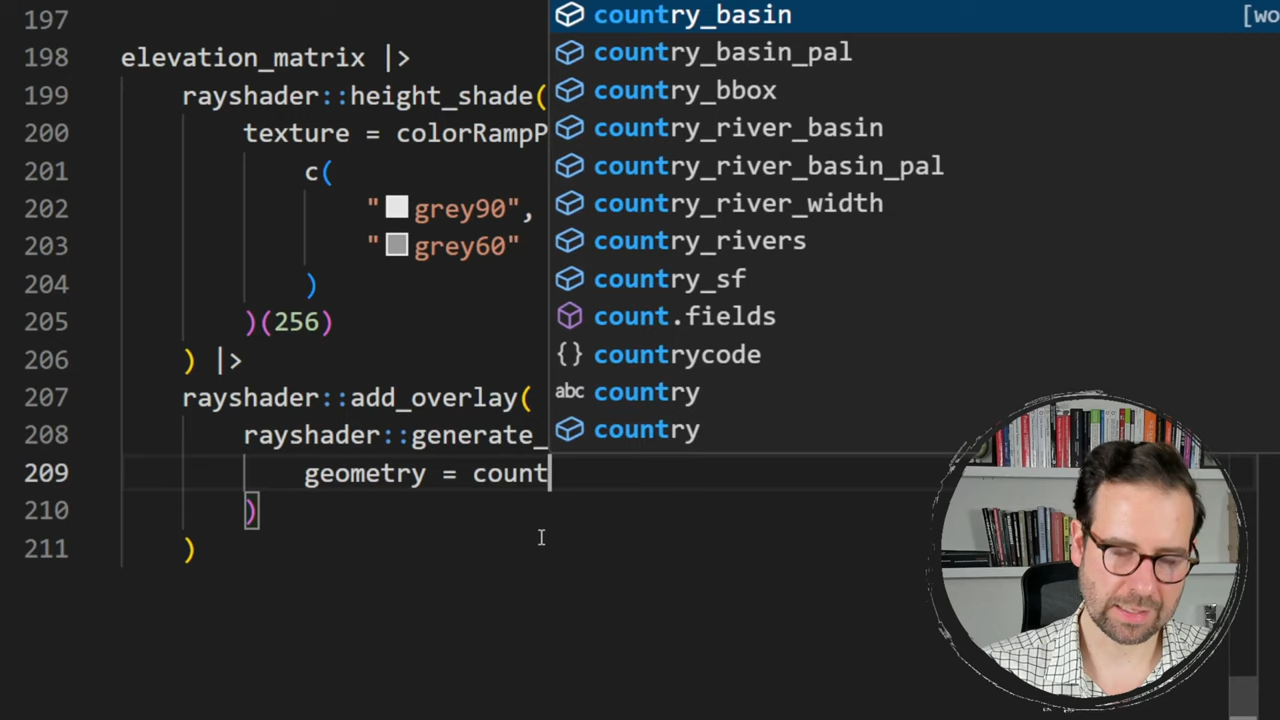 197
198 elevation_matrix |>
199 rayshader::height_shade(
200 texture = colorRampP
201 c(
202 "grey90",
203 "grey60"
204 )
205 )(256)
206 ) |>
207 rayshader::add_overlay(
208 rayshader::generate_
209 geometry = count
210 )
211 )
country_basin [wo
country_basin_pal
country_bbox
country_river_basin
country_river_basin_pal
country_river_width
country_rivers
country_sf
count.fields
{} countrycode
abc country
country